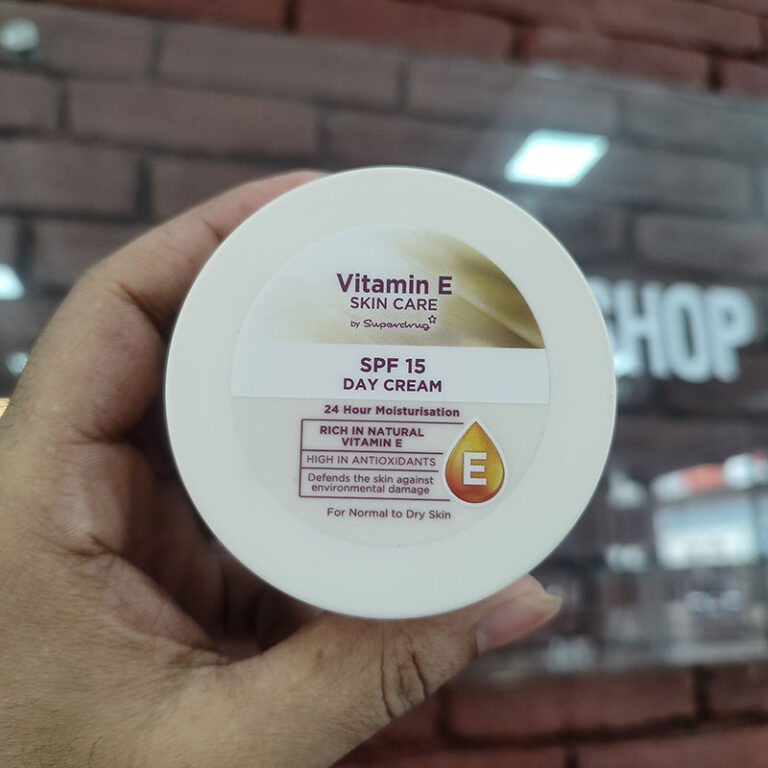 Vitamin E
SKIN CARE
by Superdrug
SPF 15
DAY CREAM
24 Hour Moisturisation
RICH IN NATURAL
VITAMIN E
HIGH IN ANTIOXIDANTS
Defends the skin against
environmental damage
E
For Normal to Dry Skin
SHOP